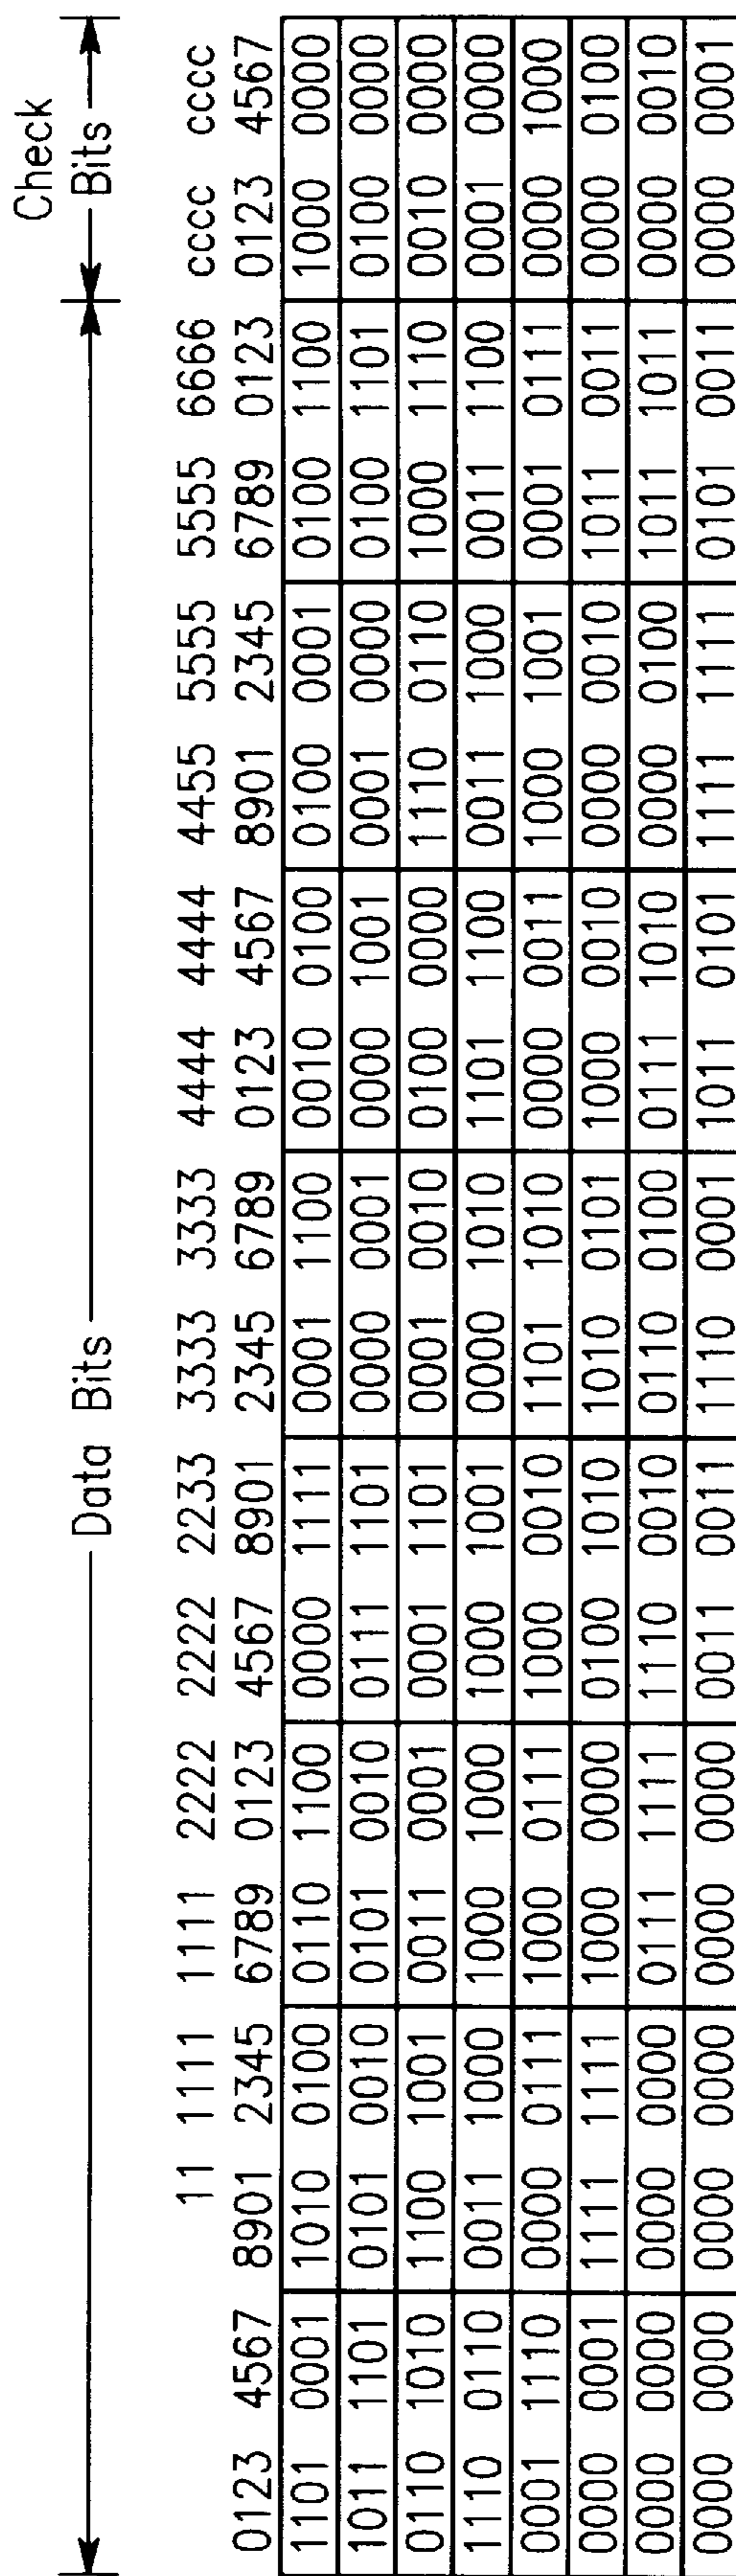 Data Bits Check Bits
11 1111 1111 2222 2222 2233 3333 3333 4444 4444 4455 5555 5555 6666 cccc cccc
0123 4567 8901 2345 6789 0123 4567 8901 2345 6789 0123 4567 8901 2345 6789 0123 0123 4567
1101 0001 1010 0100 0110 1100 0000 1111 0001 1100 0010 0100 0100 0001 0100 1100 1000 0000
1011 1101 0101 0010 0101 0010 0111 1101 0000 0001 0000 1001 0001 0000 0100 1101 0100 0000
0110 1010 1100 1001 0011 0001 0001 1101 0001 0010 0100 0000 1110 0110 1000 1110 0010 0000
1110 0110 0011 1000 1000 1000 1000 1001 0000 1010 1101 1100 0011 1000 0011 1100 0001 0000
0001 1110 0000 0111 1000 0111 1000 0010 1101 1010 0000 0011 1000 1001 0001 0111 0000 1000
0000 0001 1111 1111 1000 0000 0100 1010 1010 0101 1000 0010 0000 0010 1011 0011 0000 0100
0000 0000 0000 0000 0111 1111 1110 0010 0110 0100 0111 1010 0000 0100 1011 1011 0000 0010
0000 0000 0000 0000 0000 0000 0011 0011 1110 0001 1011 0101 1111 1111 0101 0011 0000 0001